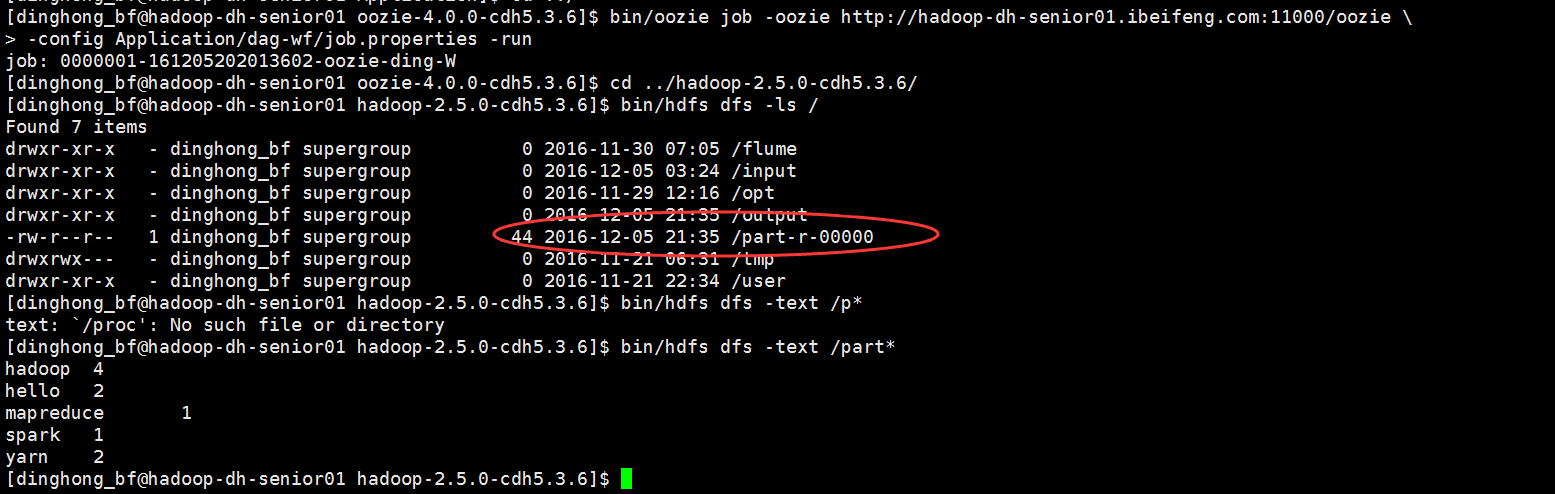 [dinghong_bf@hadoop-dh-senior01 oozie-4.0.0-cdh5.3.6]$ bin/oozie job -oozie http://hadoop-dh-senior01.ibeifeng.com:11000/oozie \
> -config Application/dag-wf/job.properties -run
job: 0000001-161205202013602-oozie-ding-W
[dinghong_bf@hadoop-dh-senior01 oozie-4.0.0-cdh5.3.6]$ cd ../hadoop-2.5.0-cdh5.3.6/
[dinghong_bf@hadoop-dh-senior01 hadoop-2.5.0-cdh5.3.6]$ bin/hdfs dfs -ls /
Found 7 items
drwxr-xr-x   - dinghong_bf supergroup          0 2016-11-30 07:05 /flume
drwxr-xr-x   - dinghong_bf supergroup          0 2016-12-05 03:24 /input
drwxr-xr-x   - dinghong_bf supergroup          0 2016-11-29 12:16 /opt
drwxr-xr-x   - dinghong_bf supergroup          0 2016-12-05 21:35 /output
-rw-r--r--   1 dinghong_bf supergroup         44 2016-12-05 21:35 /part-r-00000
drwxrwx---   - dinghong_bf supergroup          0 2016-11-21 06:31 /tmp
drwxr-xr-x   - dinghong_bf supergroup          0 2016-11-21 22:34 /user
[dinghong_bf@hadoop-dh-senior01 hadoop-2.5.0-cdh5.3.6]$ bin/hdfs dfs -text /p*
text: `/proc': No such file or directory
[dinghong_bf@hadoop-dh-senior01 hadoop-2.5.0-cdh5.3.6]$ bin/hdfs dfs -text /part*
hadoop  4
hello   2
mapreduce       1
spark   1
yarn    2
[dinghong_bf@hadoop-dh-senior01 hadoop-2.5.0-cdh5.3.6]$